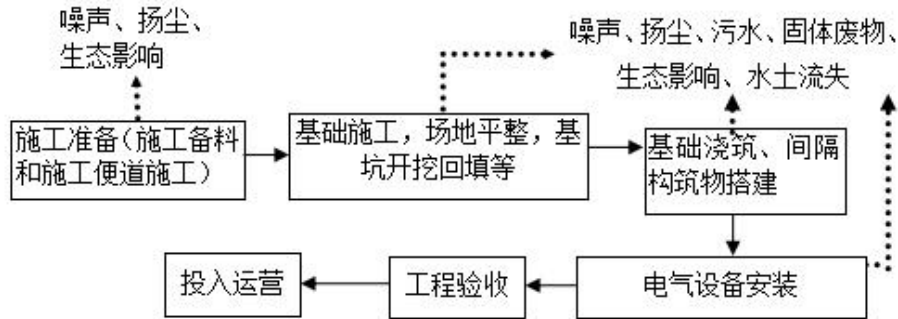 噪声、扬尘、
生态影响
噪声、扬尘、污水、固体废物、
生态影响、水土流失
施工准备（施工备料
和施工便道施工）
基础施工，场地平整，基
坑开挖回填等
基础浇筑、间隔
构筑物搭建
投入运营
工程验收
电气设备安装